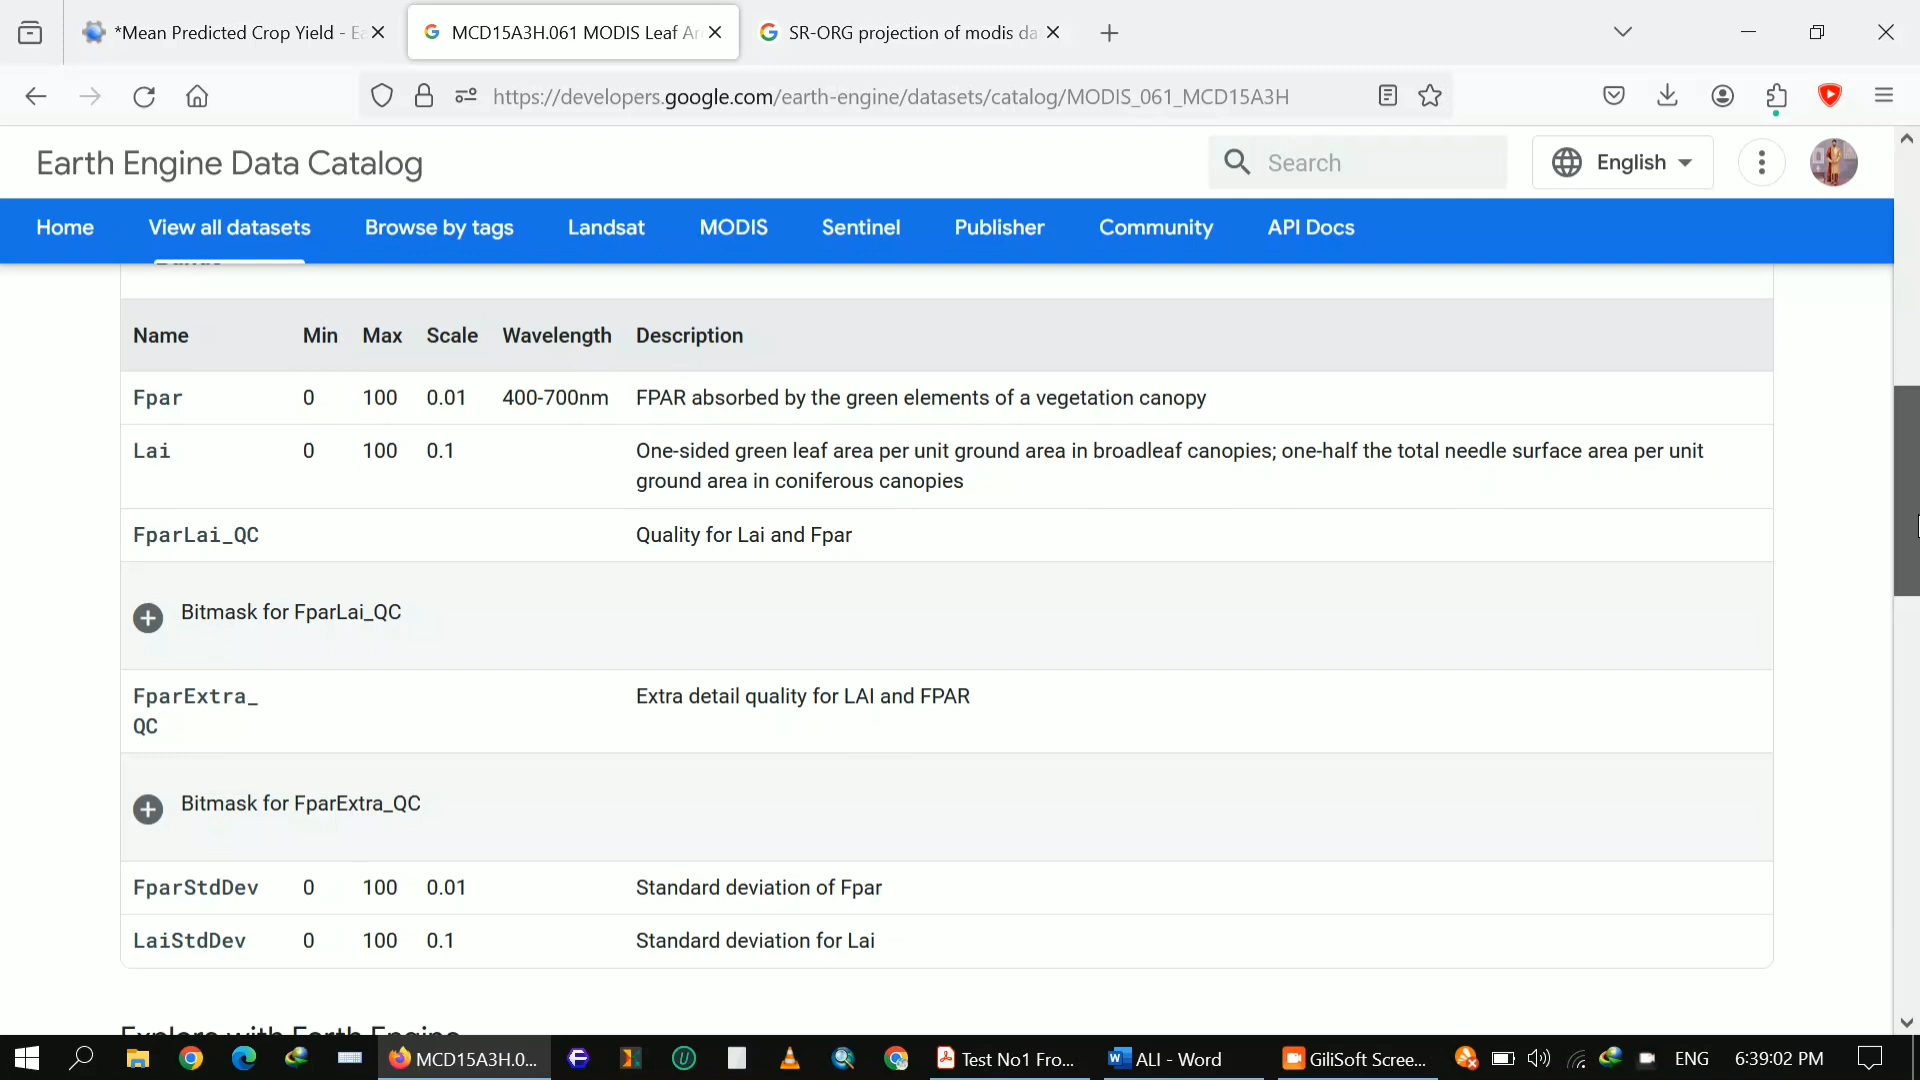 *Mean Predicted Crop Yield - Ea
MCD15A3H.061 MODIS Leaf Ar
SR-ORG projection of modis da
https://developers.google.com/earth-engine/datasets/catalog/MODIS_061_MCD15A3H
Earth Engine Data Catalog
Search
English
Home View all datasets Browse by tags Landsat MODIS Sentinel Publisher Community API Docs
Name Min Max Scale Wavelength Description
Fpar 0 100 0.01 400-700nm FPAR absorbed by the green elements of a vegetation canopy
Lai 0 100 0.1 One-sided green leaf area per unit ground area in broadleaf canopies; one-half the total needle surface area per unit
ground area in coniferous canopies
FparLai_QC Quality for Lai and Fpar
Bitmask for FparLai_QC
FparExtra_ Extra detail quality for LAI and FPAR
QC
Bitmask for FparExtra_QC
FparStdDev 0 100 0.01 Standard deviation of Fpar
LaiStdDev 0 100 0.1 Standard deviation for Lai
Explore with Earth Engine
MCD15A3H.0... Test No1 Fro... ALI - Word GiliSoft Scree... ENG 6:39:02 PM